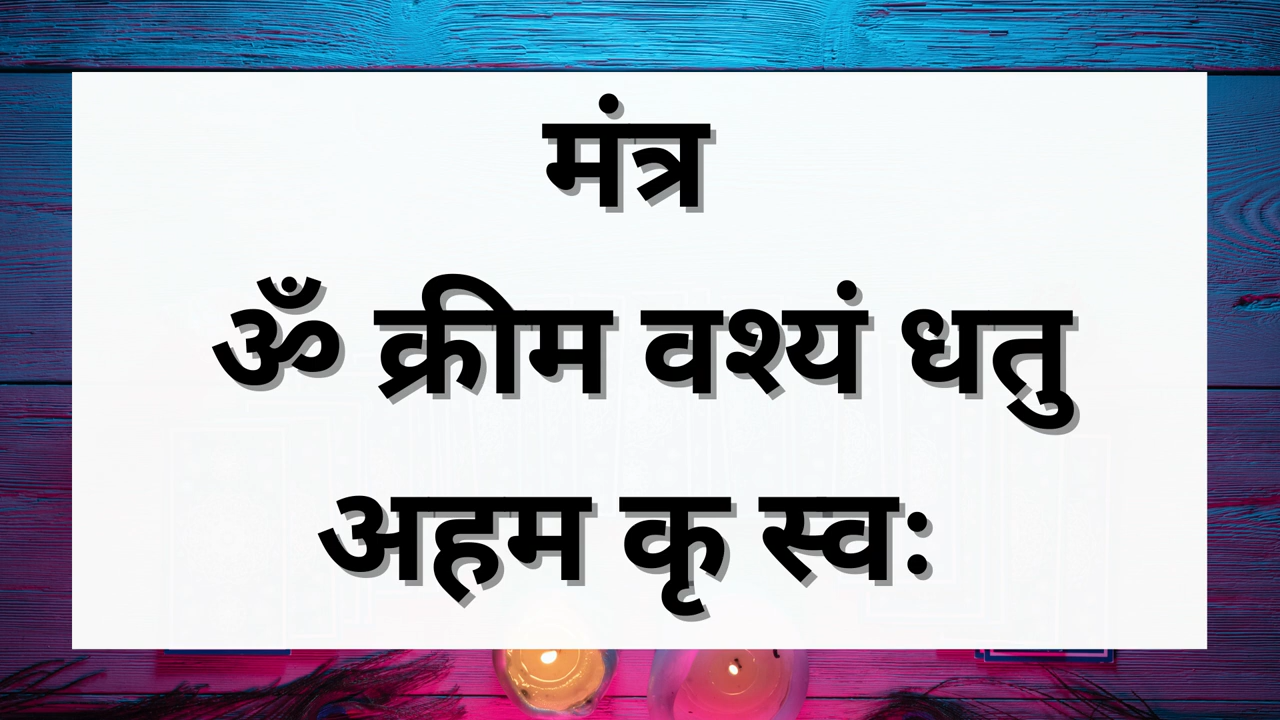 मंत्र
ॐ क्रीम वश्यं धतु
अहम कृ स्वः